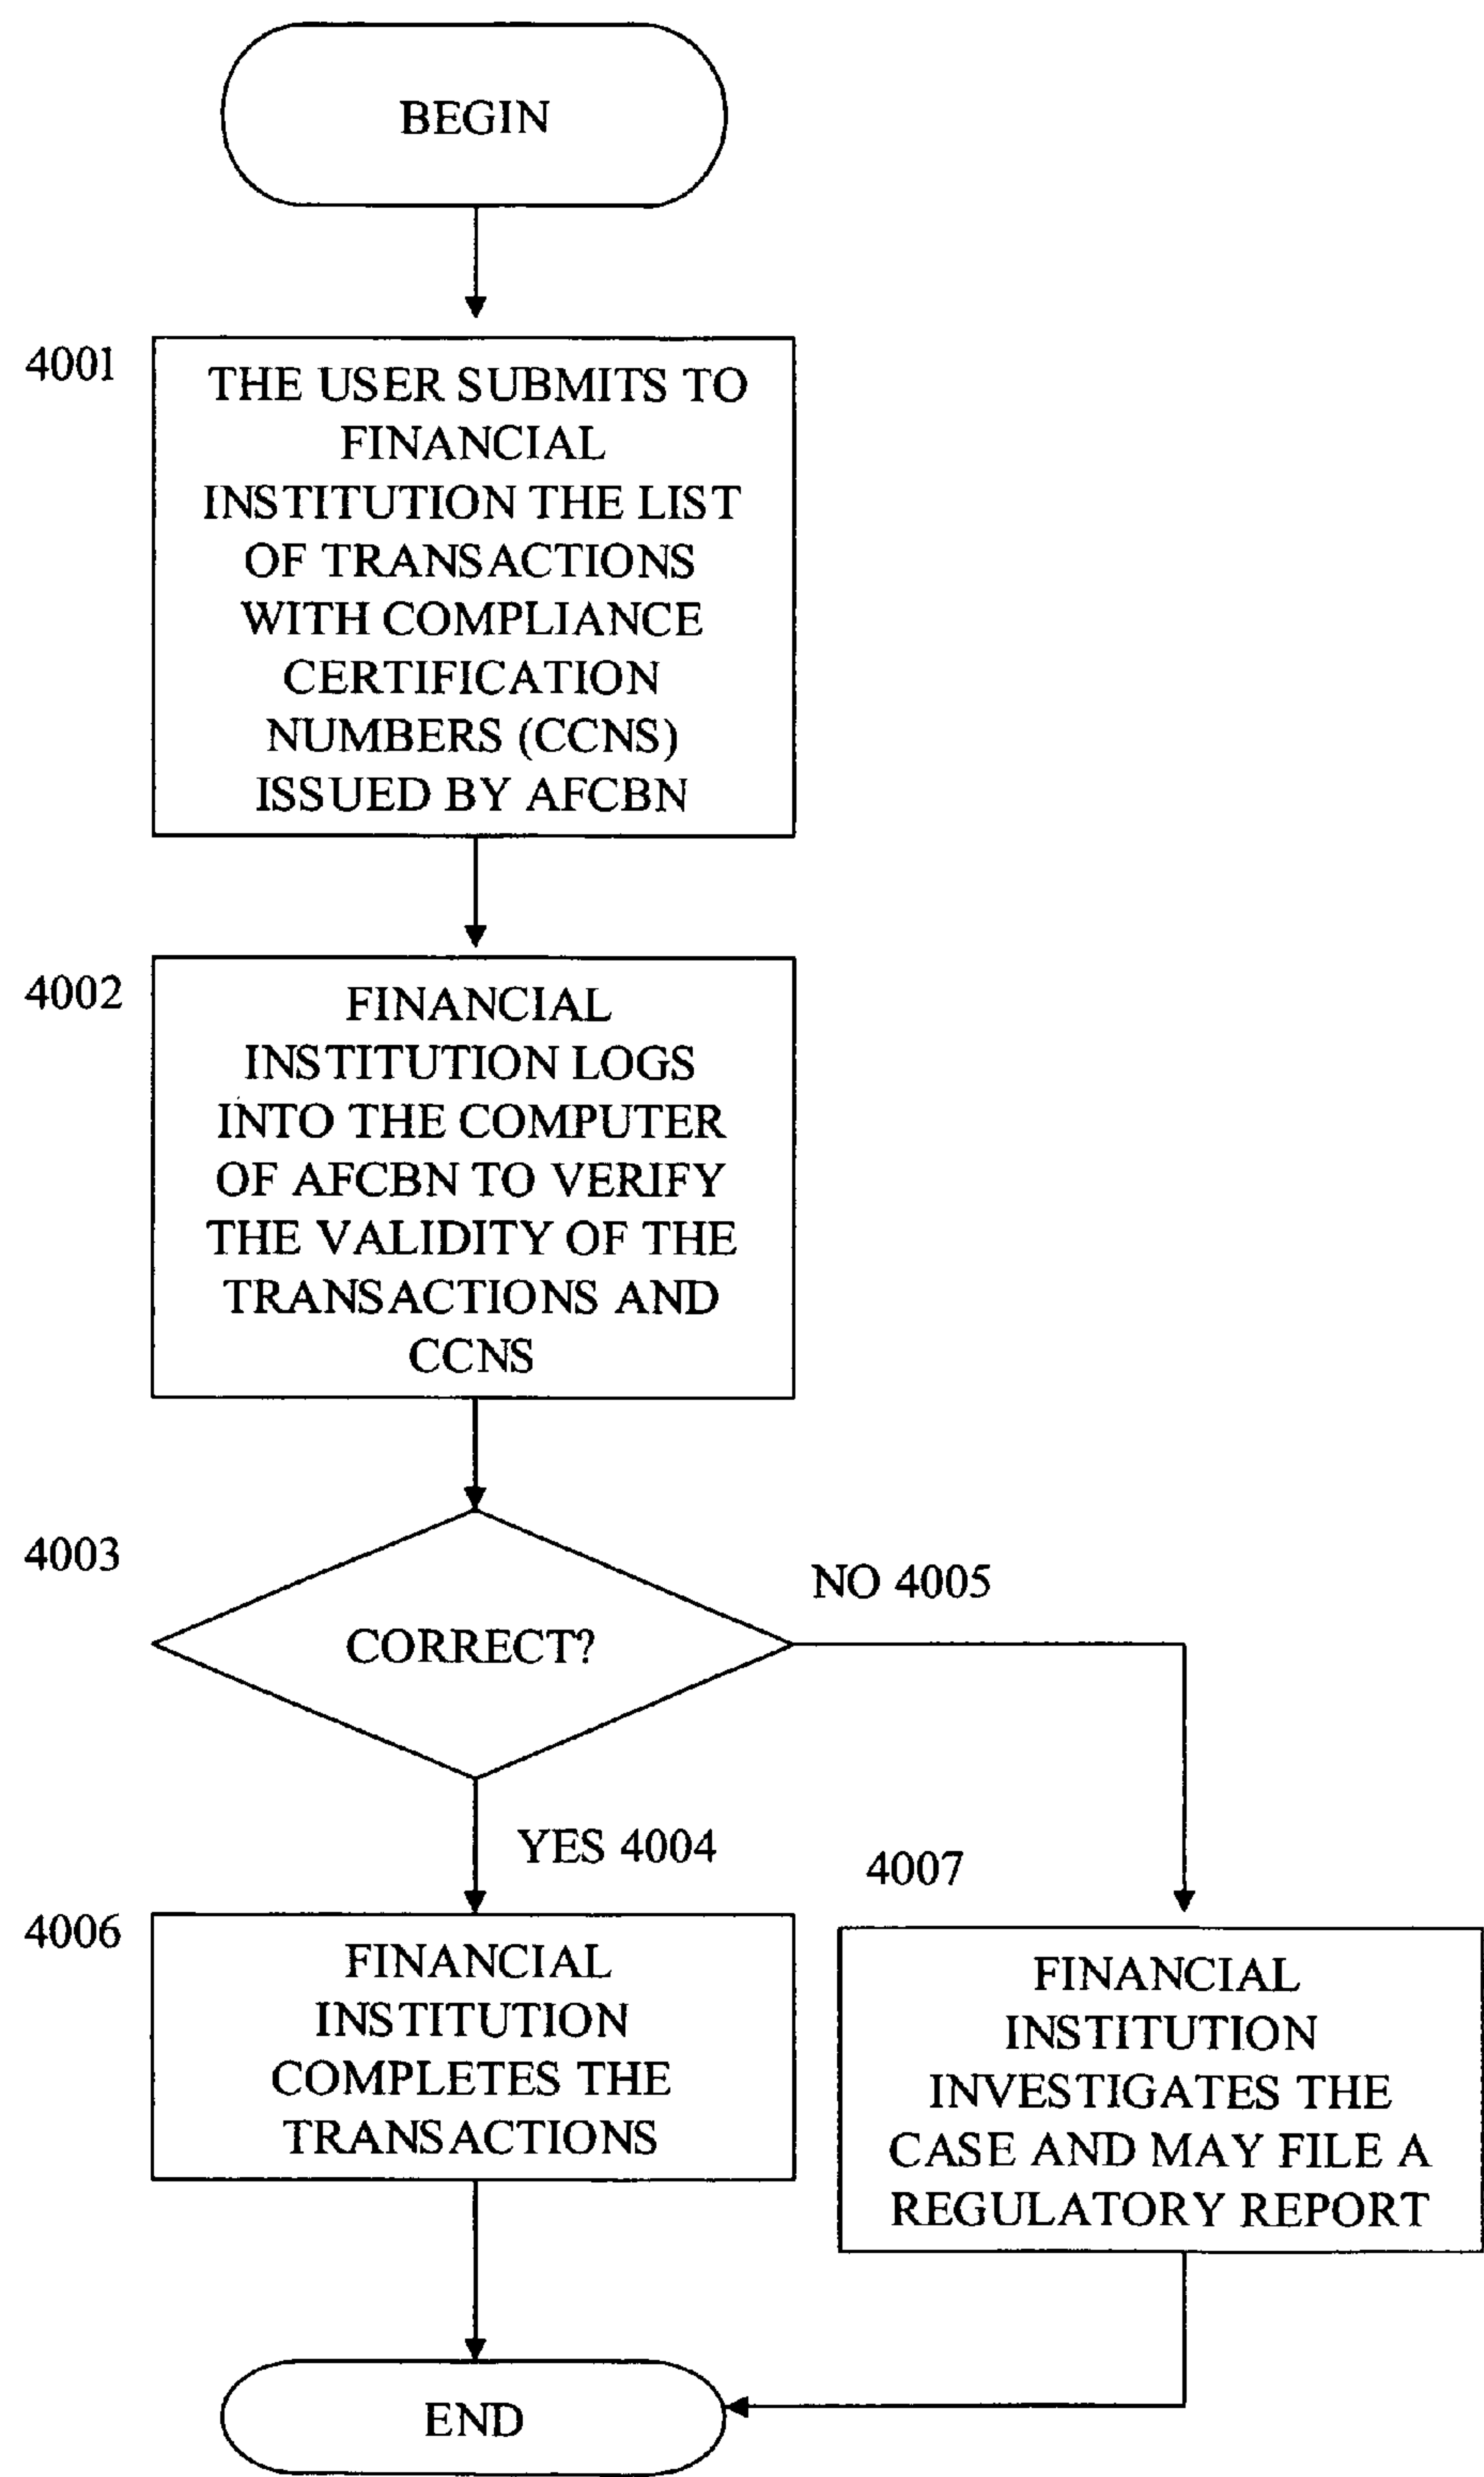 BEGIN
4001
THE USER SUBMITS TO
FINANCIAL
INSTITUTION THE LIST
OF TRANSACTIONS
WITH COMPLIANCE
CERTIFICATION
NUMBERS (CCNS)
ISSUED BY AFCBN
4002
FINANCIAL
INSTITUTION LOGS
INTO THE COMPUTER
OF AFCBN TO VERIFY
THE VALIDITY OF THE
TRANSACTIONS AND
CCNS
4003
CORRECT?
NO 4005
YES 4004
4006
FINANCIAL
INSTITUTION
COMPLETES THE
TRANSACTIONS
4007
FINANCIAL
INSTITUTION
INVESTIGATES THE
CASE AND MAY FILE A
REGULATORY REPORT
END